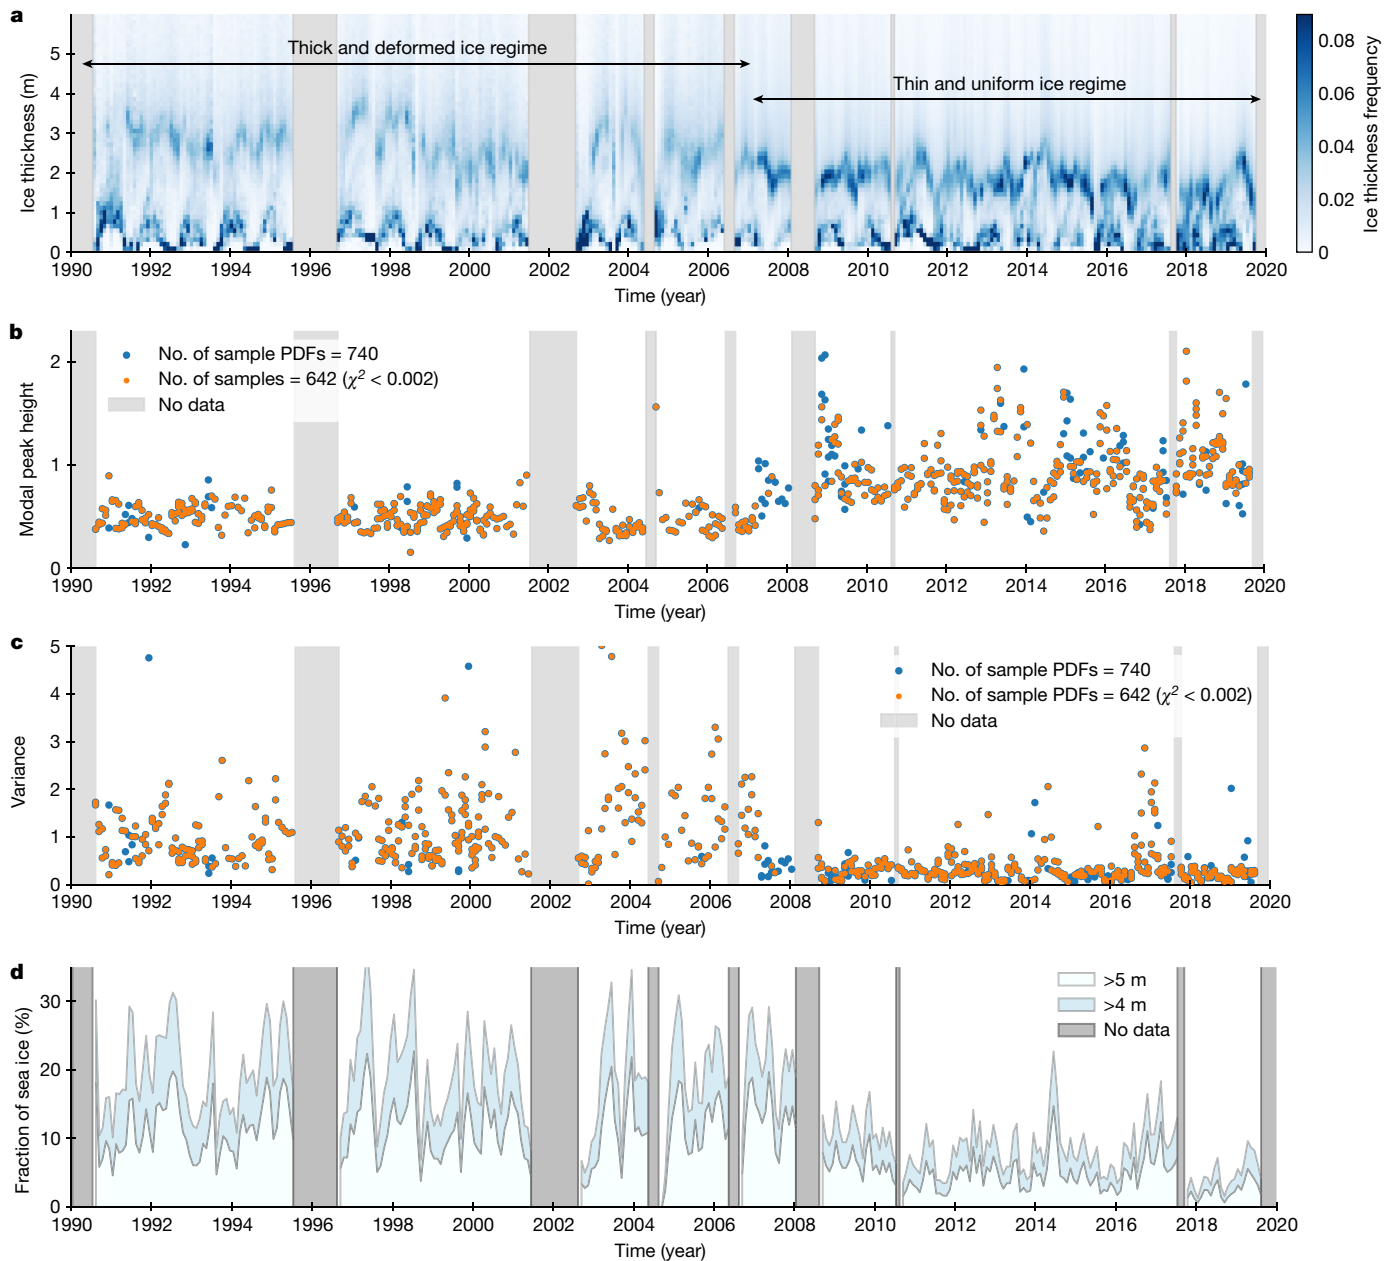 a
Thick and deformed ice regime
Thin and uniform ice regime
Ice thickness (m)
5
4
3
2
1
0
1990 1992 1994 1996 1998 2000 2002 2004 2006 2008 2010 2012 2014 2016 2018 2020
Time (year)
0.08
0.06
0.04
0.02
0
Ice thickness frequency
b
No. of sample PDFs = 740
No. of samples = 642 (χ² < 0.002)
No data
Modal peak height
2
1
0
1990 1992 1994 1996 1998 2000 2002 2004 2006 2008 2010 2012 2014 2016 2018 2020
Time (year)
c
No. of sample PDFs = 740
No. of sample PDFs = 642 (χ² < 0.002)
No data
Variance
5
4
3
2
1
0
1990 1992 1994 1996 1998 2000 2002 2004 2006 2008 2010 2012 2014 2016 2018 2020
Time (year)
d
>5 m
>4 m
No data
Fraction of sea ice (%)
30
20
10
0
1990 1992 1994 1996 1998 2000 2002 2004 2006 2008 2010 2012 2014 2016 2018 2020
Time (year)